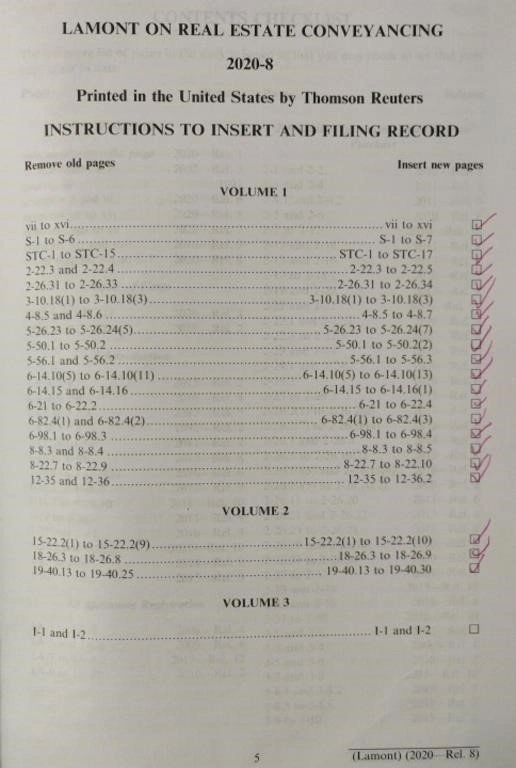 LAMONT ON REAL ESTATE CONVEYANCING
2020-8
Printed in the United States by Thomson Reuters
INSTRUCTIONS TO INSERT AND FILING RECORD
Remove old pages Insert new pages
VOLUME 1
vii to xvi vii to xvi
S-1 to S-6 S-1 to S-7
STC-1 to STC-15 STC-1 to STC-17
2-22.3 and 2-22.4 2-22.3 to 2-22.5
2-26.31 to 2-26.33 2-26.31 to 2-26.34
3-10.18(1) to 3-10.18(3) 3-10.18(1) to 3-10.18(3)
4-8.5 and 4-8.6 4-8.5 to 4-8.7
5-26.23 to 5-26.24(5) 5-26.23 to 5-26.24(7)
5-50.1 to 5-50.2 5-50.1 to 5-50.2(2)
5-56.1 and 5-56.2 5-56.1 to 5-56.3
6-14.10(5) to 6-14.10(11) 6-14.10(5) to 6-14.10(13)
6-14.15 and 6-14.16 6-14.15 to 6-14.16(1)
6-21 to 6-22.2 6-21 to 6-22.4
6-82.4(1) and 6-82.4(2) 6-82.4(1) to 6-82.4(3)
6-98.1 to 6-98.3 6-98.1 to 6-98.4
8-8.3 and 8-8.4 8-8.3 to 8-8.5
8-22.7 to 8-22.9 8-22.7 to 8-22.10
12-35 and 12-36 12-35 to 12-36.2
VOLUME 2
15-22.2(1) to 15-22.2(9) 15-22.2(1) to 15-22.2(10)
18-26.3 to 18-26.8 18-26.3 to 18-26.9
19-40.13 to 19-40.25 19-40.13 to 19-40.30
VOLUME 3
I-1 and I-2 I-1 and I-2
5
(Lamont) (2020—Rel. 8)